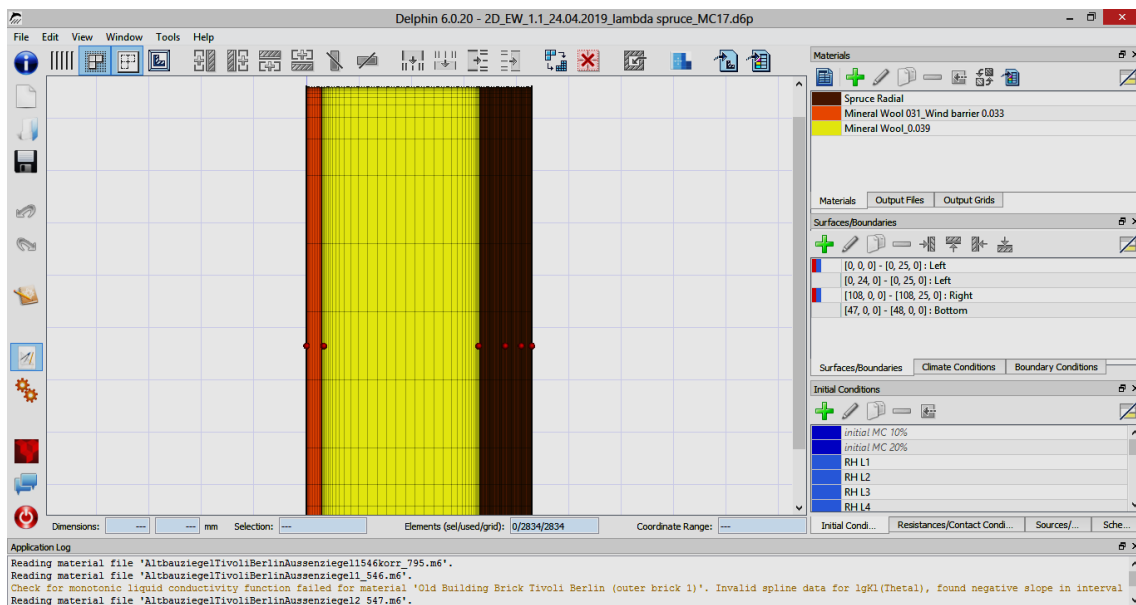 Delphin 6.0.20 - 2D_EW_1.1_24.04.2019_lambda spruce_MC17.d6p
File Edit View Window Tools Help
Materials
Spruce Radial
Mineral Wool 031_Wind barrier 0.033
Mineral Wool_0.039
Materials Output Files Output Grids
Surfaces/Boundaries
[0, 0, 0] - [0, 25, 0] : Left
[0, 24, 0] - [0, 25, 0] : Left
[108, 0, 0] - [108, 25, 0] : Right
[47, 0, 0] - [48, 0, 0] : Bottom
Surfaces/Boundaries Climate Conditions Boundary Conditions
Initial Conditions
initial MC 10%
initial MC 20%
RH L1
RH L2
RH L3
RH L4
Initial Condi... Resistances/Contact Condi... Sources/... Sche...
Dimensions: --- --- mm Selection: --- Elements (sel/used/grid): 0/2834/2834 Coordinate Range: ---
Application Log
Reading material file 'AltbauziegelTivoliBerlinAussenziegel1546korr_795.m6'.
Reading material file 'AltbauziegelTivoliBerlinAussenziegel1_546.m6'.
Check for monotonic liquid conductivity function failed for material 'Old Building Brick Tivoli Berlin (outer brick 1)'. Invalid spline data for lgKl(Thetal), found negative slope in interval
Reading material file 'AltbauziegelTivoliBerlinAussenziegel2_547.m6'.